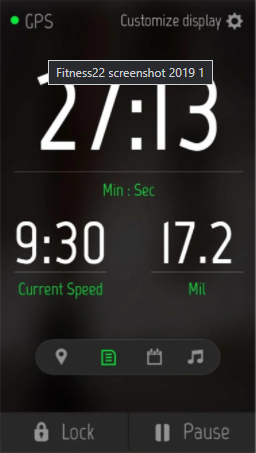 GPS Customize display
Fitness22 screenshot 2019 1
27:13
Min : Sec
9:30 17.2
Current Speed Mil
Lock Pause